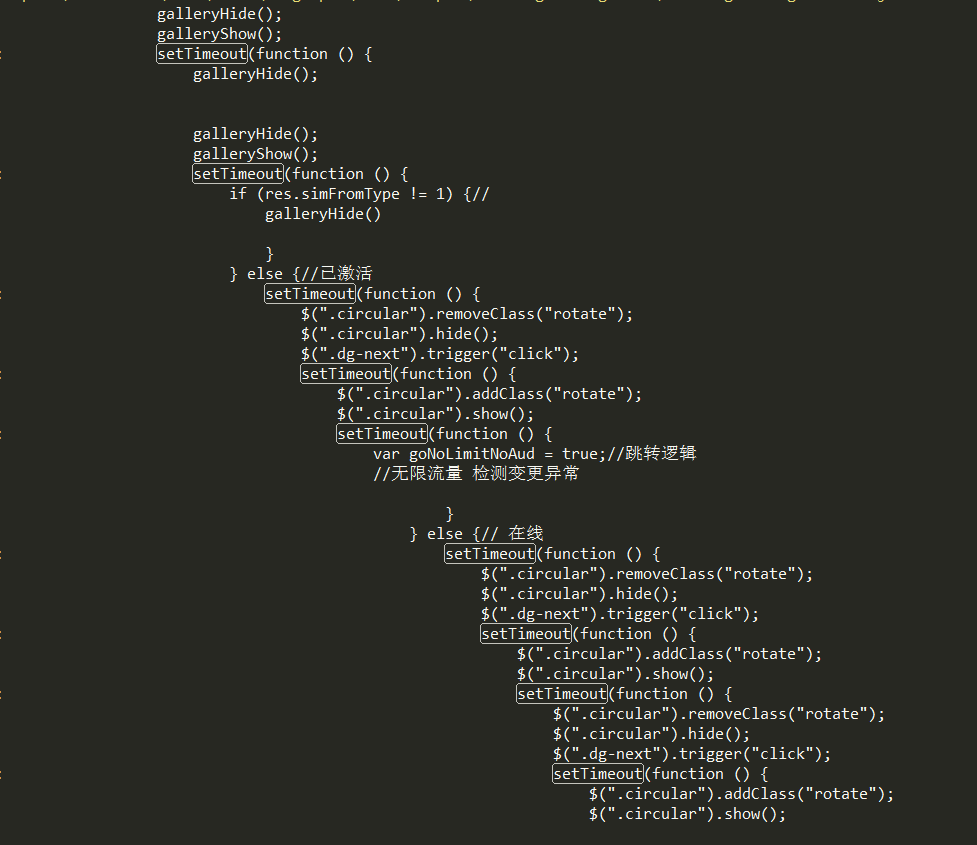 galleryHide();
galleryShow();
setTimeout(function () {
galleryHide();
galleryHide();
galleryShow();
setTimeout(function () {
if (res.simFromType != 1) {//
galleryHide()
}
} else {//已激活
setTimeout(function () {
$(".circular").removeClass("rotate");
$(".circular").hide();
$(".dg-next").trigger("click");
setTimeout(function () {
$(".circular").addClass("rotate");
$(".circular").show();
setTimeout(function () {
var goNoLimitNoAud = true;//跳转逻辑
//无限流量 检测变更异常
}
} else {// 在线
setTimeout(function () {
$(".circular").removeClass("rotate");
$(".circular").hide();
$(".dg-next").trigger("click");
setTimeout(function () {
$(".circular").addClass("rotate");
$(".circular").show();
setTimeout(function () {
$(".circular").removeClass("rotate");
$(".circular").hide();
$(".dg-next").trigger("click");
setTimeout(function () {
$(".circular").addClass("rotate");
$(".circular").show();